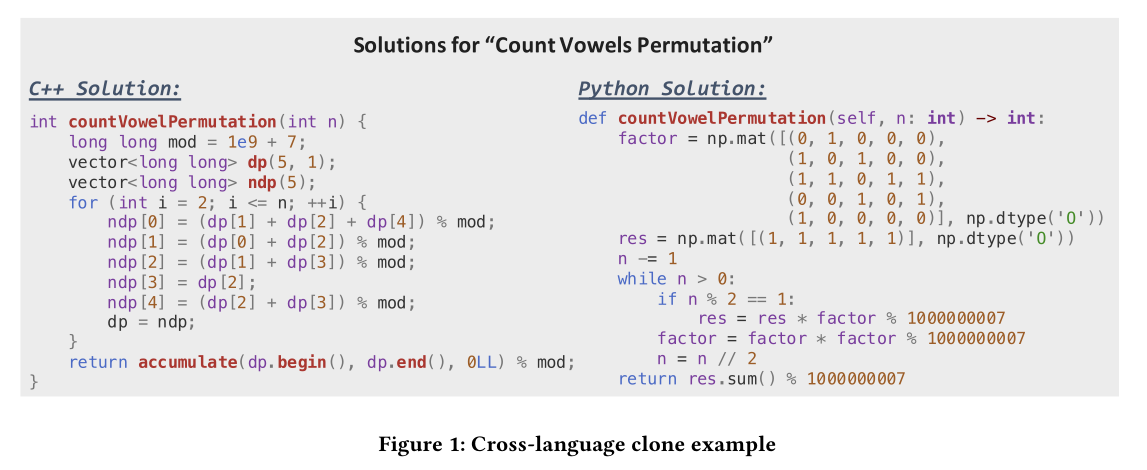 Solutions for “Count Vowels Permutation”
C++ Solution:
int countVowelPermutation(int n) {
    long long mod = 1e9 + 7;
    vector<long long> dp(5, 1);
    vector<long long> ndp(5);
    for (int i = 2; i <= n; ++i) {
        ndp[0] = (dp[1] + dp[2] + dp[4]) % mod;
        ndp[1] = (dp[0] + dp[2]) % mod;
        ndp[2] = (dp[1] + dp[3]) % mod;
        ndp[3] = dp[2];
        ndp[4] = (dp[2] + dp[3]) % mod;
        dp = ndp;
    }
    return accumulate(dp.begin(), dp.end(), 0LL) % mod;
}
Python Solution:
def countVowelPermutation(self, n: int) -> int:
    factor = np.mat([(0, 1, 0, 0, 0),
                     (1, 0, 1, 0, 0),
                     (1, 1, 0, 1, 1),
                     (0, 0, 1, 0, 1),
                     (1, 0, 0, 0, 0)], np.dtype('O'))
    res = np.mat([(1, 1, 1, 1, 1)], np.dtype('O'))
    n -= 1
    while n > 0:
        if n % 2 == 1:
            res = res * factor % 1000000007
        factor = factor * factor % 1000000007
        n = n // 2
    return res.sum() % 1000000007
Figure 1: Cross-language clone example